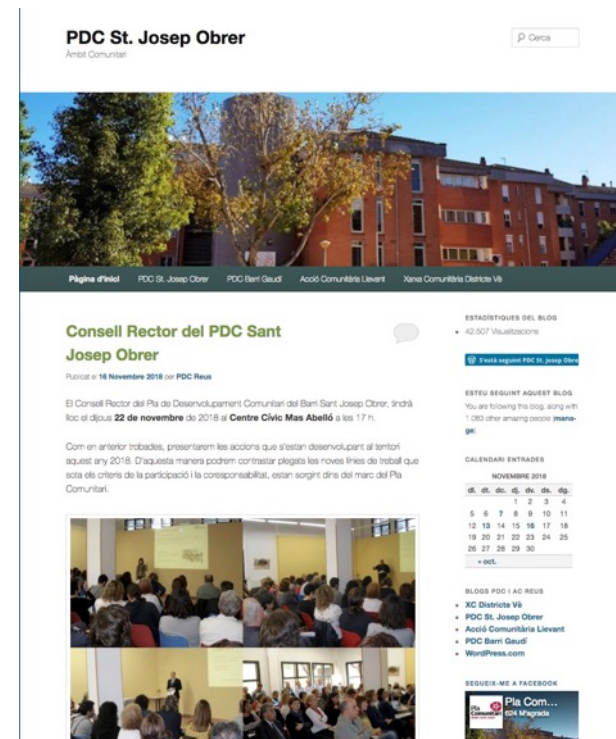 PDC St. Josep Obrer
Àmbit Comunitari
Cerca
Pàgina d'inici PDC St. Josep Obrer PDC Barri Gaudí Acció Comunitària Llevant Xarxa Comunitària Districte Vè
Consell Rector del PDC Sant
Josep Obrer
Publicat el 16 Novembre 2018 per PDC Reus
El Consell Rector del Pla de Desenvolupament Comunitari del Barri Sant Josep Obrer, tindrà
lloc el dijous 22 de novembre de 2018 al Centre Cívic Mas Abelló a les 17 h.
Com en anterior trobades, presentarem les accions que s'estan desenvolupant al territori
aquest any 2018. D'aquesta manera podrem contrastar plegats les noves línies de treball que
sota els criteris de la participació i la coresponsabilitat, estan sorgint dins del marc del Pla
Comunitari.
ESTADÍSTIQUES DEL BLOG
42.507 Visualitzacions
S'està seguint PDC St. Josep Obre
ESTEU SEGUINT AQUEST BLOG
You are following this blog, along with
1.083 other amazing people (mana-
ge).
CALENDARI ENTRADES
NOVEMBRE 2018
dl. dt. dc. dj. dv. ds. dg.
1 2 3 4
5 6 7 8 9 10 11
12 13 14 15 16 17 18
19 20 21 22 23 24 25
26 27 28 29 30
« oct.
BLOGS PDC I AC REUS
XC Districte Vè
PDC St. Josep Obrer
Acció Comunitària Llevant
PDC Barri Gaudí
WordPress.com
SEGUEIX-ME A FACEBOOK
Pla Comunitari
Pla Com...
624 M'agrada